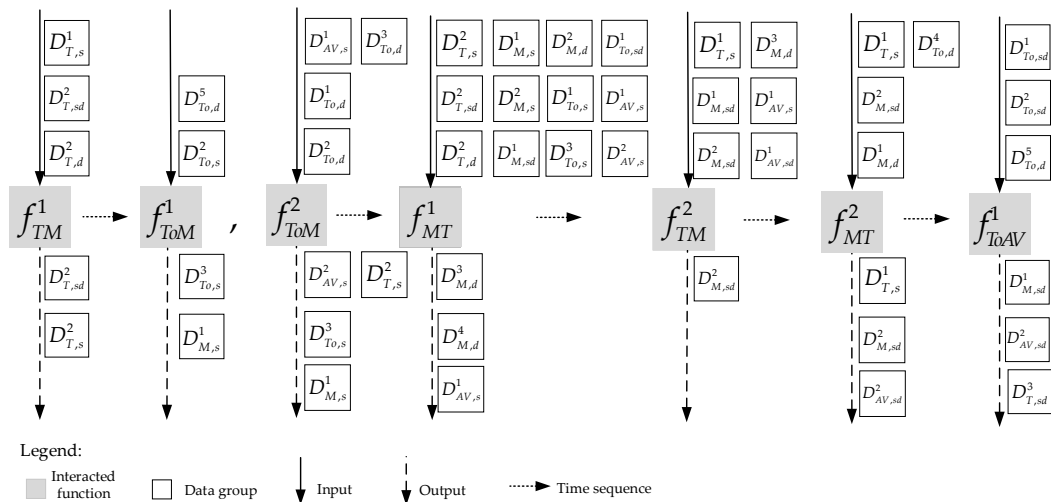 D^1_{T,s} D^1_{AV,s} D^3_{To,d} D^2_{T,s} D^1_{M,s} D^2_{M,d} D^1_{To,sd} D^1_{T,s} D^3_{M,d} D^1_{T,s} D^4_{To,d} D^1_{To,sd}
D^2_{T,sd} D^5_{To,d} D^1_{To,d} D^2_{T,sd} D^2_{M,s} D^1_{To,s} D^1_{AV,s} D^1_{M,sd} D^1_{AV,s} D^2_{M,sd} D^2_{To,sd}
D^2_{T,d} D^2_{To,s} D^2_{To,d} D^2_{T,d} D^1_{M,sd} D^3_{To,s} D^2_{AV,s} D^2_{M,sd} D^1_{AV,sd} D^1_{M,d} D^5_{To,d}
f^1_{TM} f^1_{ToM} , f^2_{ToM} f^1_{MT} f^2_{TM} f^2_{MT} f^1_{ToAV}
D^2_{T,sd} D^3_{To,s} D^2_{AV,s} D^2_{T,s} D^3_{M,d} D^2_{M,sd} D^1_{T,s} D^1_{M,sd}
D^2_{T,s} D^1_{M,s} D^3_{To,s} D^4_{M,d} D^2_{M,sd} D^2_{AV,sd}
D^1_{M,s} D^1_{AV,s} D^2_{AV,sd} D^3_{T,sd}
Legend:
Interacted
function
Data group
Input
Output
Time sequence